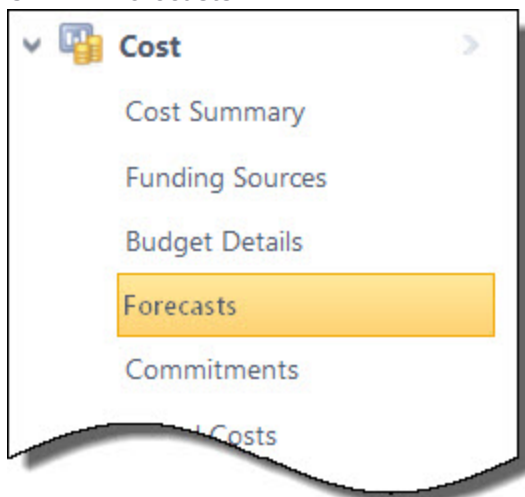 Cost
Cost Summary
Funding Sources
Budget Details
Forecasts
Commitments
Costs